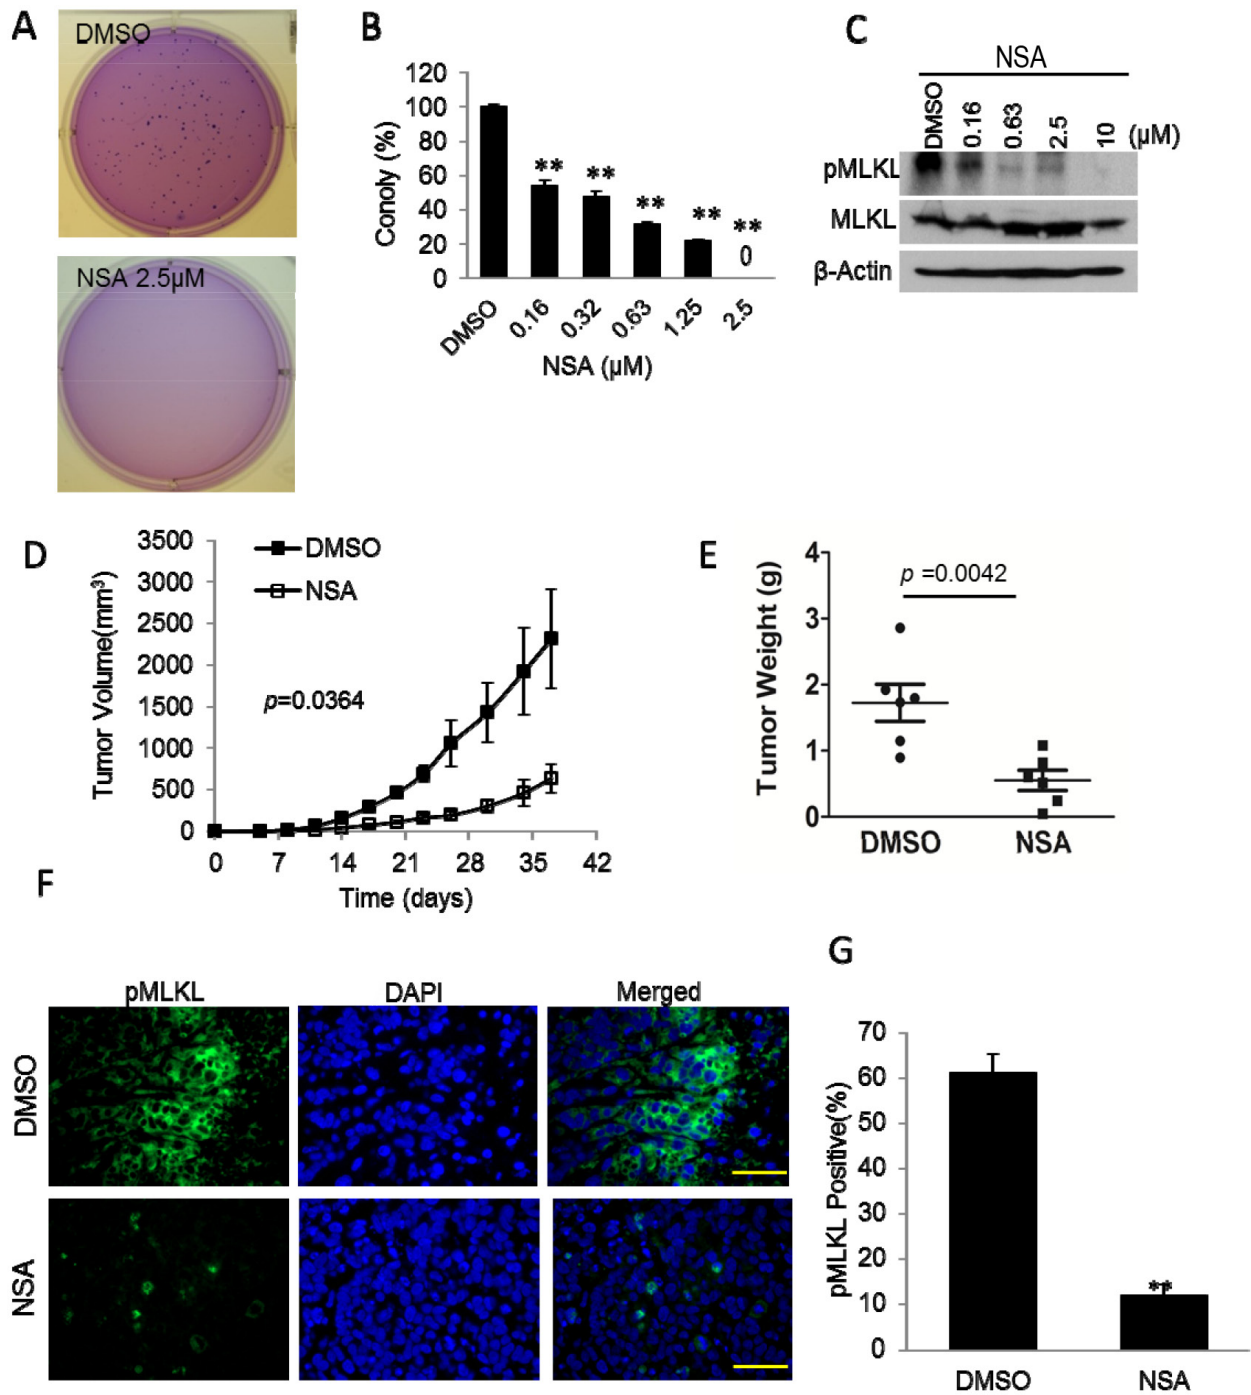 A
DMSO
NSA 2.5µM
B
120
100
80
60
40
20
0
Conoly (%)
**
**
**
**
**
0
DMSO
0.16
0.32
0.63
1.25
2.5
NSA (µM)
C
NSA
DMSO
0.16
0.63
2.5
10
(µM)
pMLKL
MLKL
β-Actin
D
3500
3000
2500
2000
1500
1000
500
0
Tumor Volume(mm³)
DMSO
NSA
p=0.0364
0 7 14 21 28 35 42
Time (days)
E
4
3
2
1
0
Tumor Weight (g)
p =0.0042
DMSO NSA
F
pMLKL DAPI Merged
DMSO
NSA
G
70
60
50
40
30
20
10
0
pMLKL Positive(%)
**
DMSO NSA